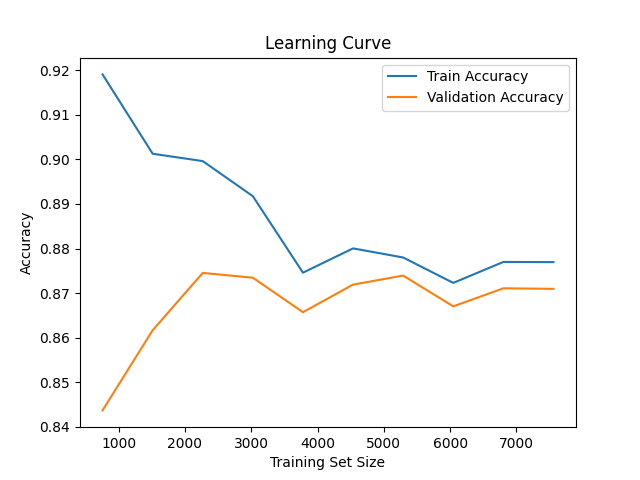 Learning Curve
Train Accuracy
Validation Accuracy
0.92
0.91
0.90
0.89
0.88
0.87
0.86
0.85
0.84
Accuracy
1000 2000 3000 4000 5000 6000 7000
Training Set Size